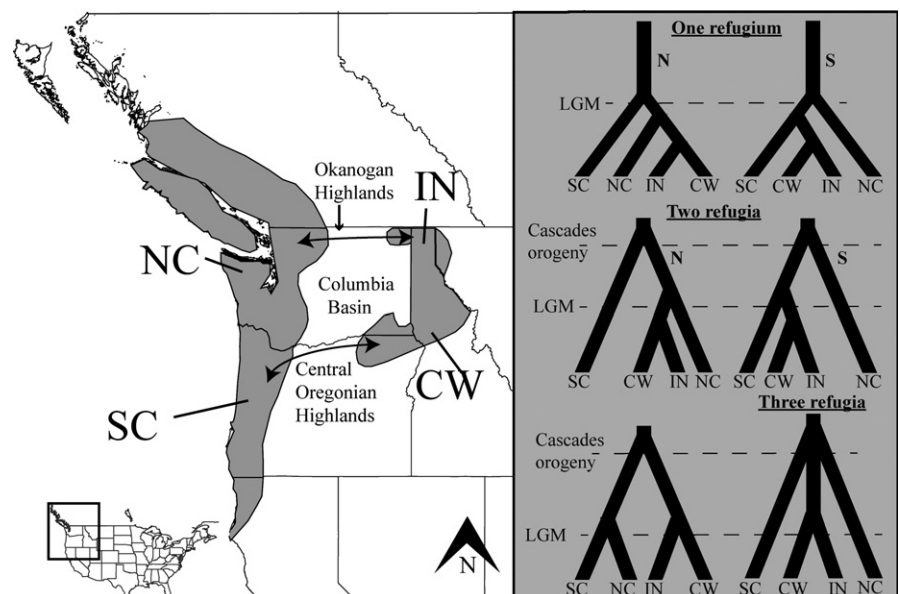 Okanogan
Highlands
IN
NC
Columbia
Basin
CW
Central
Oregonian
Highlands
SC
N
One refugium
N
S
LGM
SC NC IN CW SC CW IN NC
Two refugia
Cascades
orogeny
N
S
LGM
SC CW IN NC SC CW IN NC
Three refugia
Cascades
orogeny
LGM
SC NC IN CW SC CW IN NC